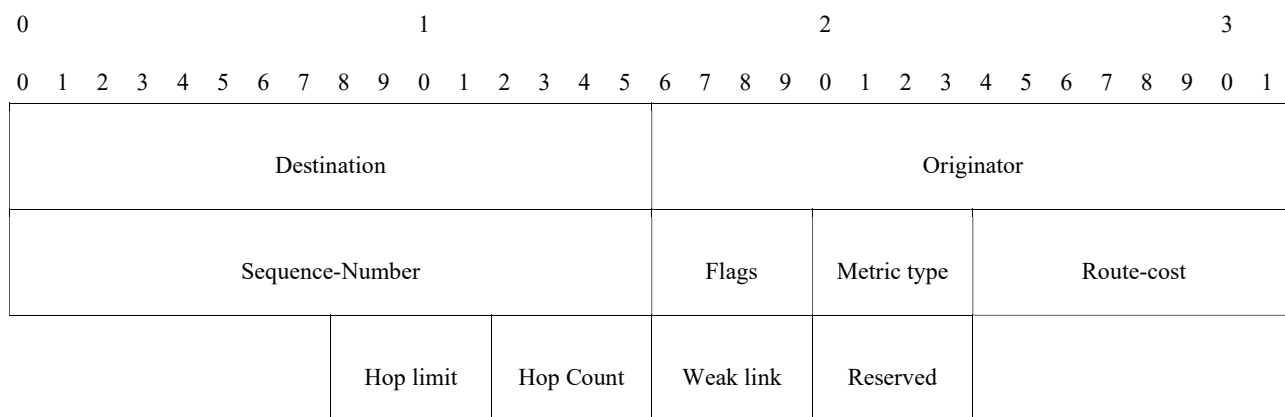 0 1 2 3
0 1 2 3 4 5 6 7 8 9 0 1 2 3 4 5 6 7 8 9 0 1 2 3 4 5 6 7 8 9 0 1
Destination Originator
Sequence-Number Flags Metric type Route-cost
Hop limit Hop Count Weak link Reserved